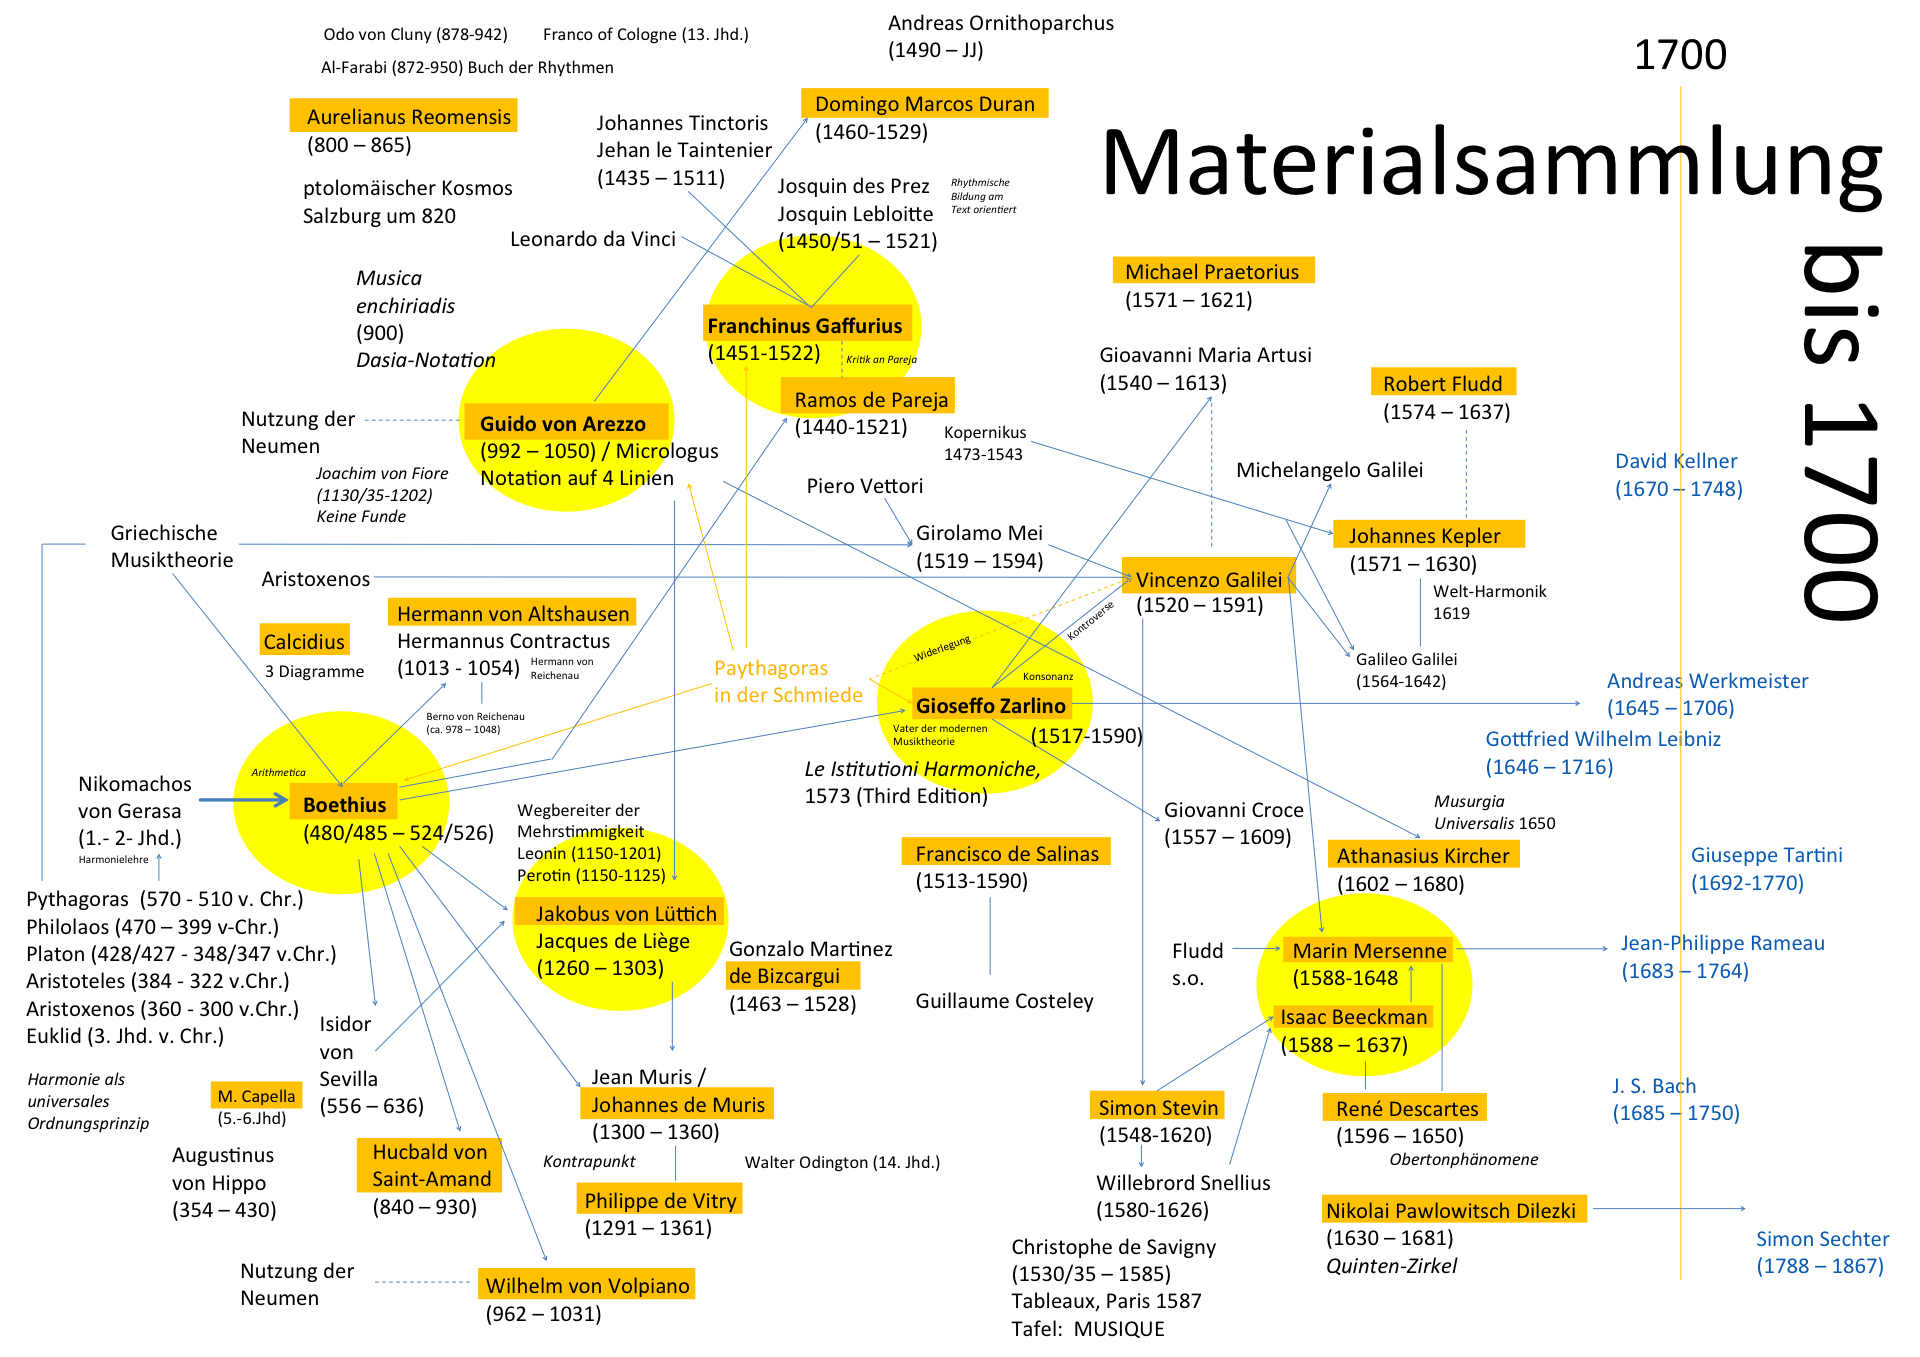 Odo von Cluny (878-942)
Franco of Cologne (13. Jhd.)
Al-Farabi (872-950) Buch der Rhythmen
Andreas Ornithoparchus
(1490 – JJ)
1700
Materialsammlung
bis 1700
Aurelianus Reomensis
(800 – 865)
ptolomäischer Kosmos
Salzburg um 820
Johannes Tinctoris
Jehan le Taintenier
(1435 – 1511)
Domingo Marcos Duran
(1460-1529)
Josquin des Prez
Josquin Lebloitte
(1450/51 – 1521)
Rhythmische
Bildung am
Text orientiert
Leonardo da Vinci
Musica
enchiriadis
(900)
Dasia-Notation
Franchinus Gaffurius
(1451-1522)
Kritik an Pareja
Ramos de Pareja
(1440-1521)
Michael Praetorius
(1571 – 1621)
Gioavanni Maria Artusi
(1540 – 1613)
Robert Fludd
(1574 – 1637)
Nutzung der
Neumen
Guido von Arezzo
(992 – 1050) / Micrologus
Notation auf 4 Linien
Joachim von Fiore
(1130/35-1202)
Keine Funde
Kopernikus
1473-1543
Michelangelo Galilei
David Kellner
(1670 – 1748)
Piero Vettori
Griechische
Musiktheorie
Girolamo Mei
(1519 – 1594)
Johannes Kepler
(1571 – 1630)
Aristoxenos
Vincenzo Galilei
(1520 – 1591)
Welt-Harmonik
1619
Hermann von Altshausen
Hermannus Contractus
(1013 - 1054)
Hermann von
Reichenau
Calcidius
3 Diagramme
Kontroverse
Widerlegung
Galileo Galilei
(1564-1642)
Paythagoras
in der Schmiede
Konsonanz
Gioseffo Zarlino
(1517-1590)
Vater der modernen
Musiktheorie
Andreas Werkmeister
(1645 – 1706)
Berno von Reichenau
(ca. 978 – 1048)
Gottfried Wilhelm Leibniz
(1646 – 1716)
Le Istitutioni Harmoniche,
1573 (Third Edition)
Arithmetica
Nikomachos
von Gerasa
(1.- 2- Jhd.)
Harmonielehre
Boethius
(480/485 – 524/526)
Wegbereiter der
Mehrstimmigkeit
Leonin (1150-1201)
Perotin (1150-1125)
Giovanni Croce
(1557 – 1609)
Musurgia
Universalis 1650
Francisco de Salinas
(1513-1590)
Athanasius Kircher
(1602 – 1680)
Giuseppe Tartini
(1692-1770)
Pythagoras (570 - 510 v. Chr.)
Philolaos (470 – 399 v-Chr.)
Platon (428/427 - 348/347 v.Chr.)
Aristoteles (384 - 322 v.Chr.)
Aristoxenos (360 - 300 v.Chr.)
Euklid (3. Jhd. v. Chr.)
Jakobus von Lüttich
Jacques de Liège
(1260 – 1303)
Gonzalo Martinez
de Bizcargui
(1463 – 1528)
Guillaume Costeley
Fludd
s.o.
Marin Mersenne
(1588-1648
Isaac Beeckman
(1588 – 1637)
Jean-Philippe Rameau
(1683 – 1764)
Isidor
von
Sevilla
(556 – 636)
Harmonie als
universales
Ordnungsprinzip
M. Capella
(5.-6.Jhd)
Jean Muris /
Johannes de Muris
(1300 – 1360)
Simon Stevin
(1548-1620)
René Descartes
(1596 – 1650)
Obertonphänomene
J. S. Bach
(1685 – 1750)
Augustinus
von Hippo
(354 – 430)
Hucbald von
Saint-Amand
(840 – 930)
Kontrapunkt
Walter Odington (14. Jhd.)
Philippe de Vitry
(1291 – 1361)
Willebrord Snellius
(1580-1626)
Nikolai Pawlowitsch Dilezki
(1630 – 1681)
Quinten-Zirkel
Simon Sechter
(1788 – 1867)
Christophe de Savigny
(1530/35 – 1585)
Tableaux, Paris 1587
Tafel: MUSIQUE
Nutzung der
Neumen
Wilhelm von Volpiano
(962 – 1031)